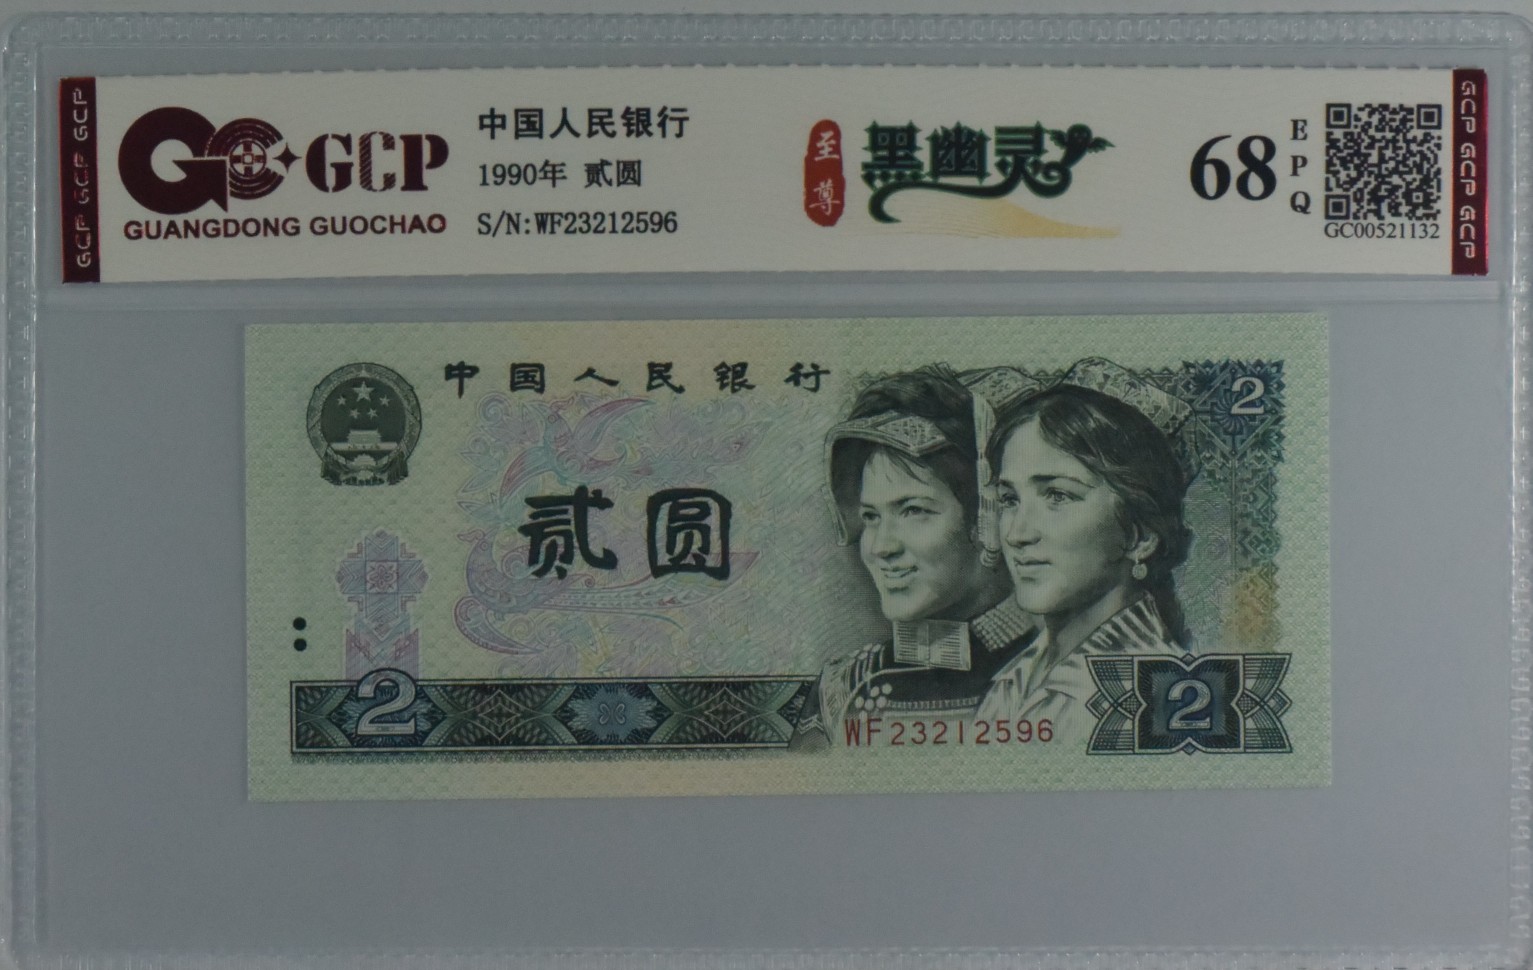 GCP GCP GCP
GCP
GUANGDONG GUOCHAO
中国人民银行
1990年 贰圆
S/N:WF23212596
至尊
黑幽灵
68
EPQ
GC00521132
GCP GCP GCP
中国人民银行
2
贰圆
2
WF23212596
2